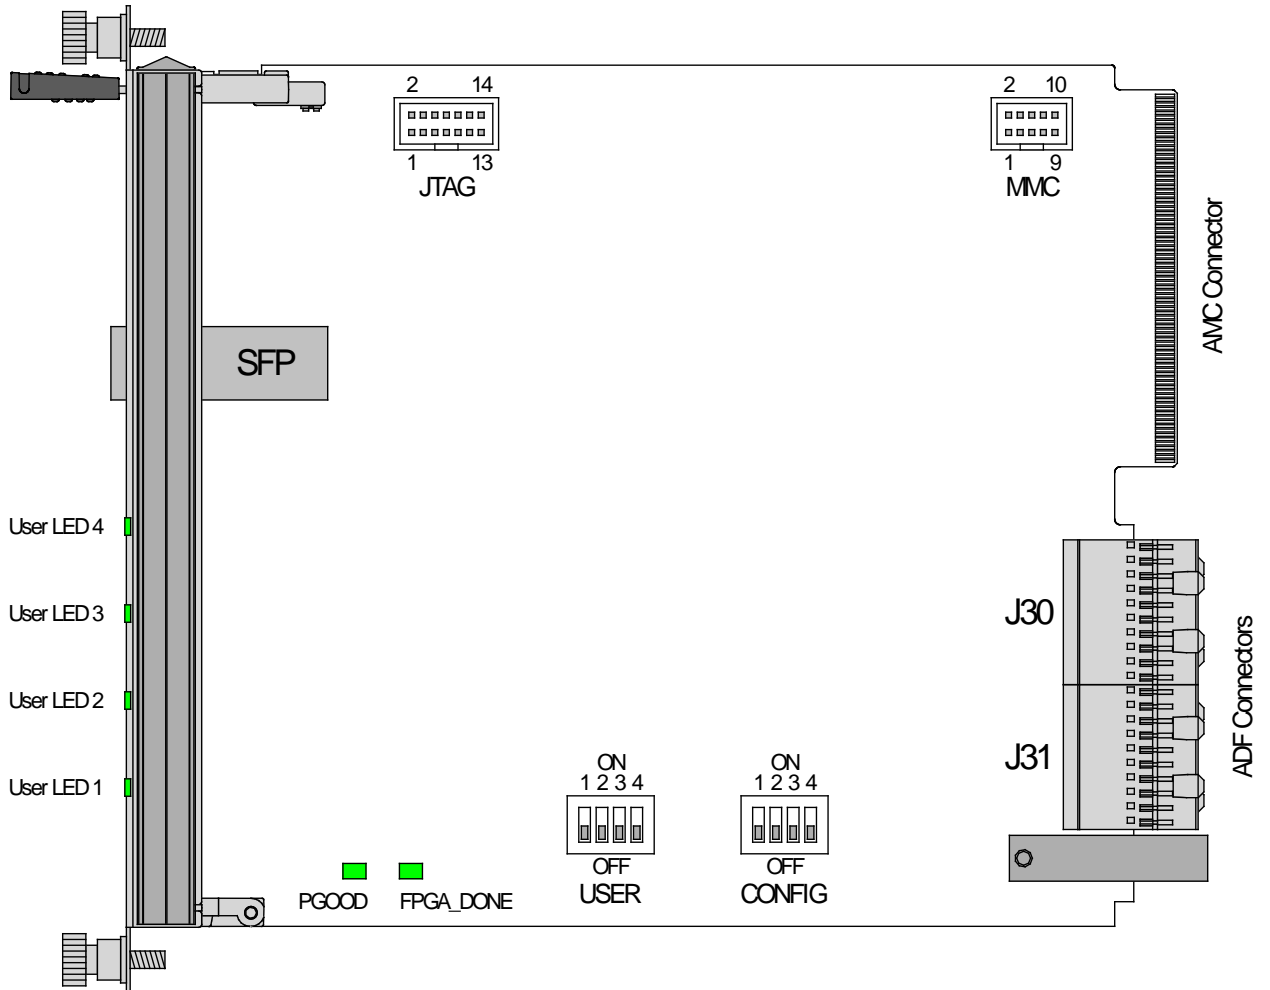 2 14
1 13
JTAG
2 10
1 9
MMC
AMC Connector
SFP
User LED 4
User LED 3
User LED 2
User LED 1
J30
J31
ADF Connectors
ON
1 2 3 4
OFF
USER
ON
1 2 3 4
OFF
CONFIG
PGOOD
FPGA_DONE